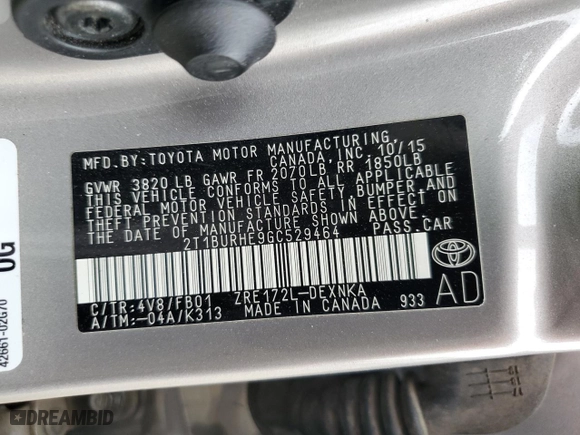 MFD.BY:TOYOTA MOTOR MANUFACTURING,
CANADA, INC. 10/15
GVWR 3820 LB GAWR FR 2070LB RR 1850LB
THIS VEHICLE CONFORMS TO ALL APPLICABLE
FEDERAL MOTOR VEHICLE SAFETY, BUMPER, AND
THEFT PREVENTION STANDARDS IN EFFECT ON
THE DATE OF MANUFACTURE SHOWN ABOVE.
2T1BURHE9GC529464 PASS.CAR
C/TR:4V8/FB01 ZRE172L-DEXNKA
A/TM:-04A/K313 MADE IN CANADA 933
AD
0G
42661-02G70
DREAMBID